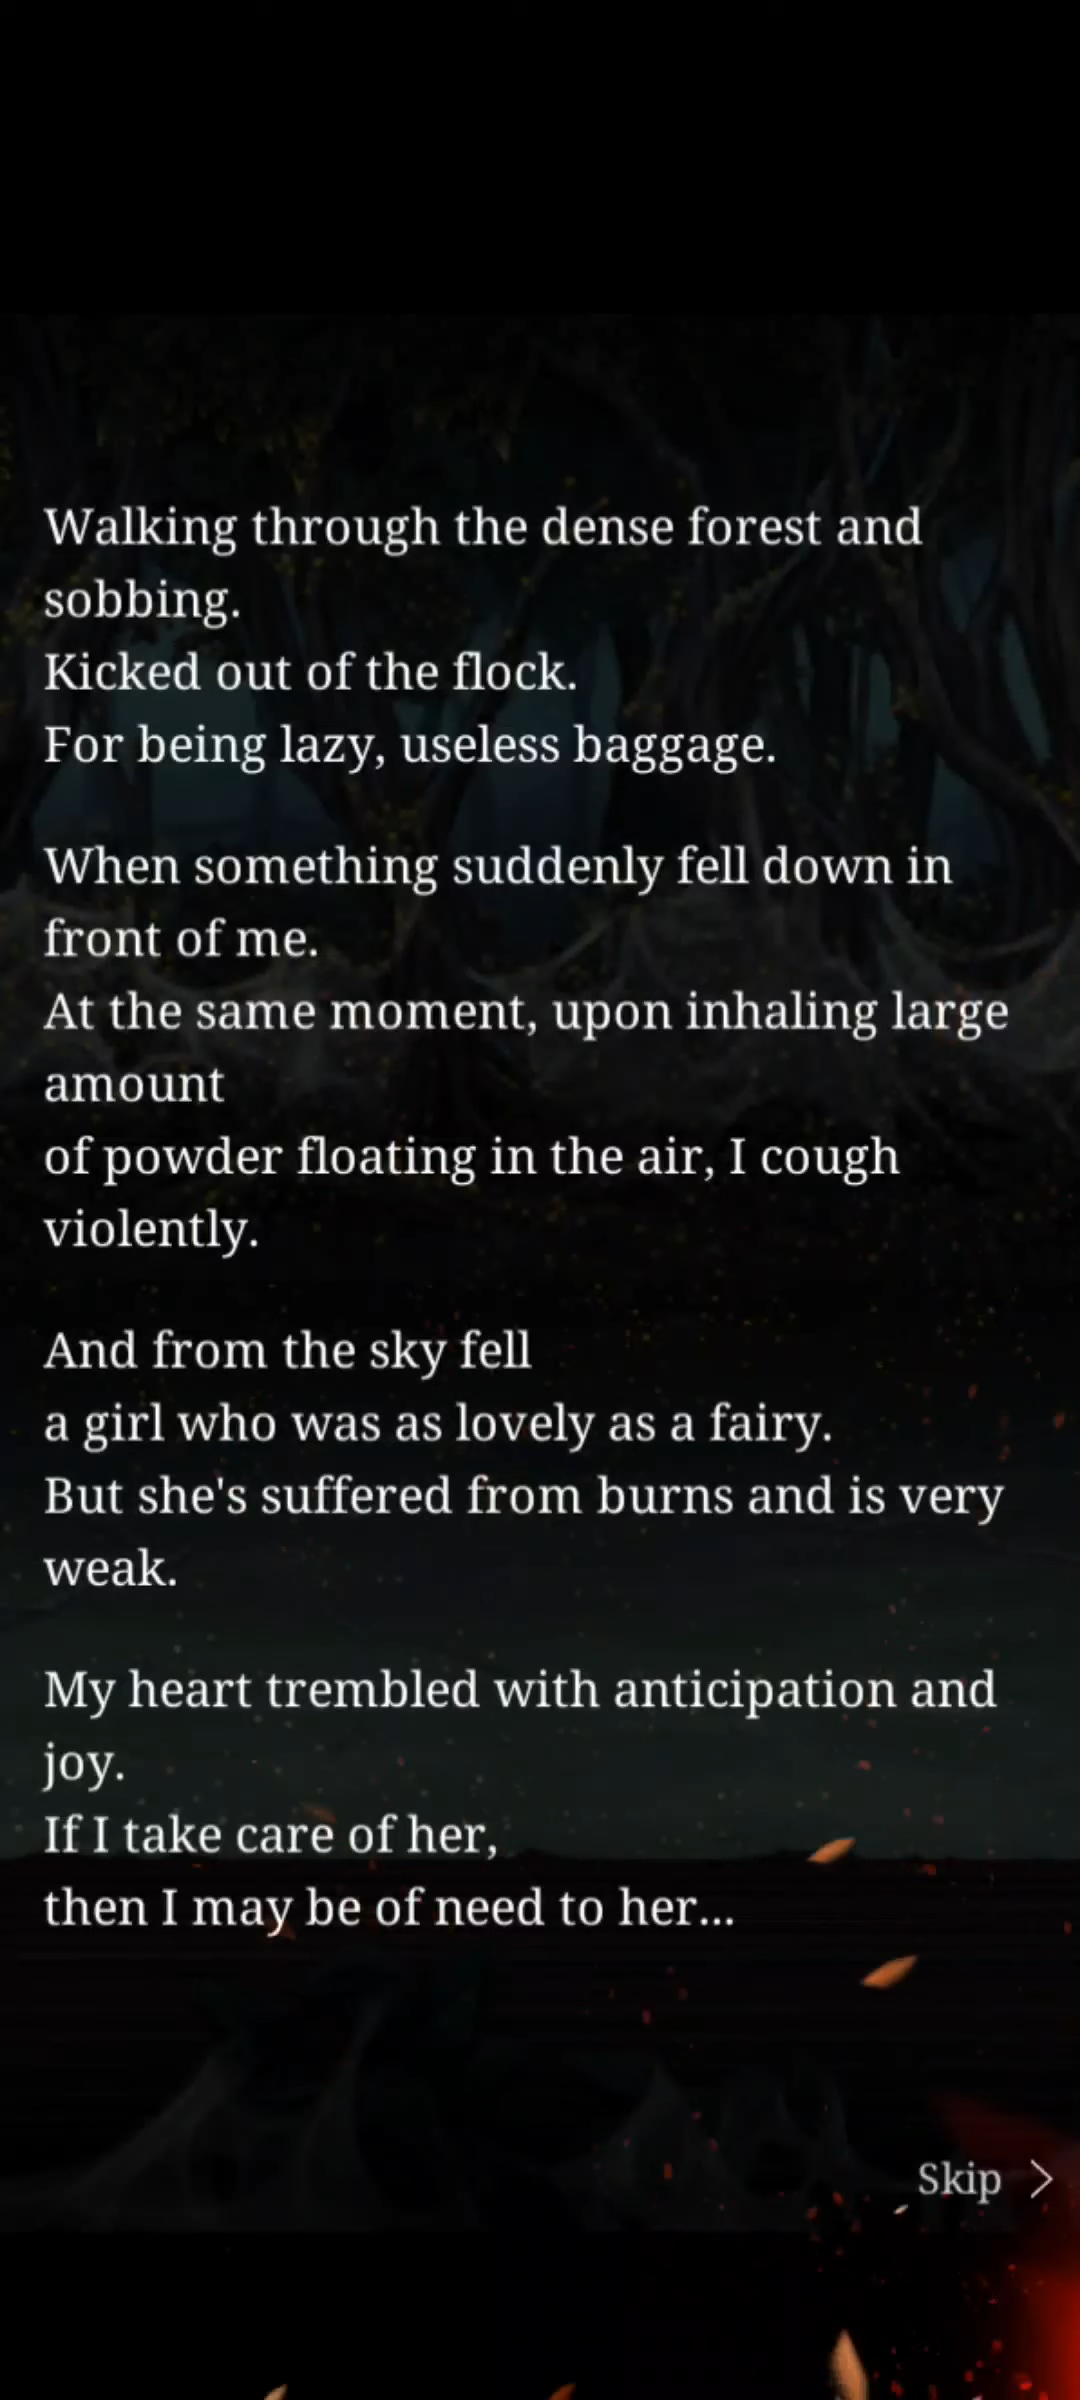 Walking through the dense forest and
sobbing.
Kicked out of the flock.
For being lazy, useless baggage.
When something suddenly fell down in
front of me.
At the same moment, upon inhaling large
amount
of powder floating in the air, I cough
violently.
And from the sky fell
a girl who was as lovely as a fairy.
But she's suffered from burns and is very
weak.
My heart trembled with anticipation and
joy.
If I take care of her,
then I may be of need to her...
Skip >